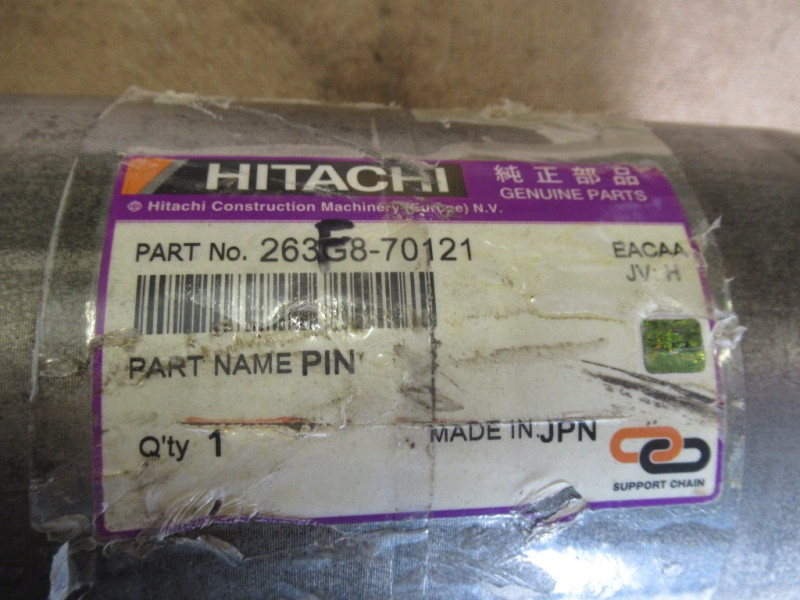 HITACHI 純正部品
GENUINE PARTS
Hitachi Construction Machinery (Europe) N.V.
F
PART No. 263G8-70121 EACAA
JV H
PART NAME PIN
Q'ty 1 MADE IN JPN
SUPPORT CHAIN